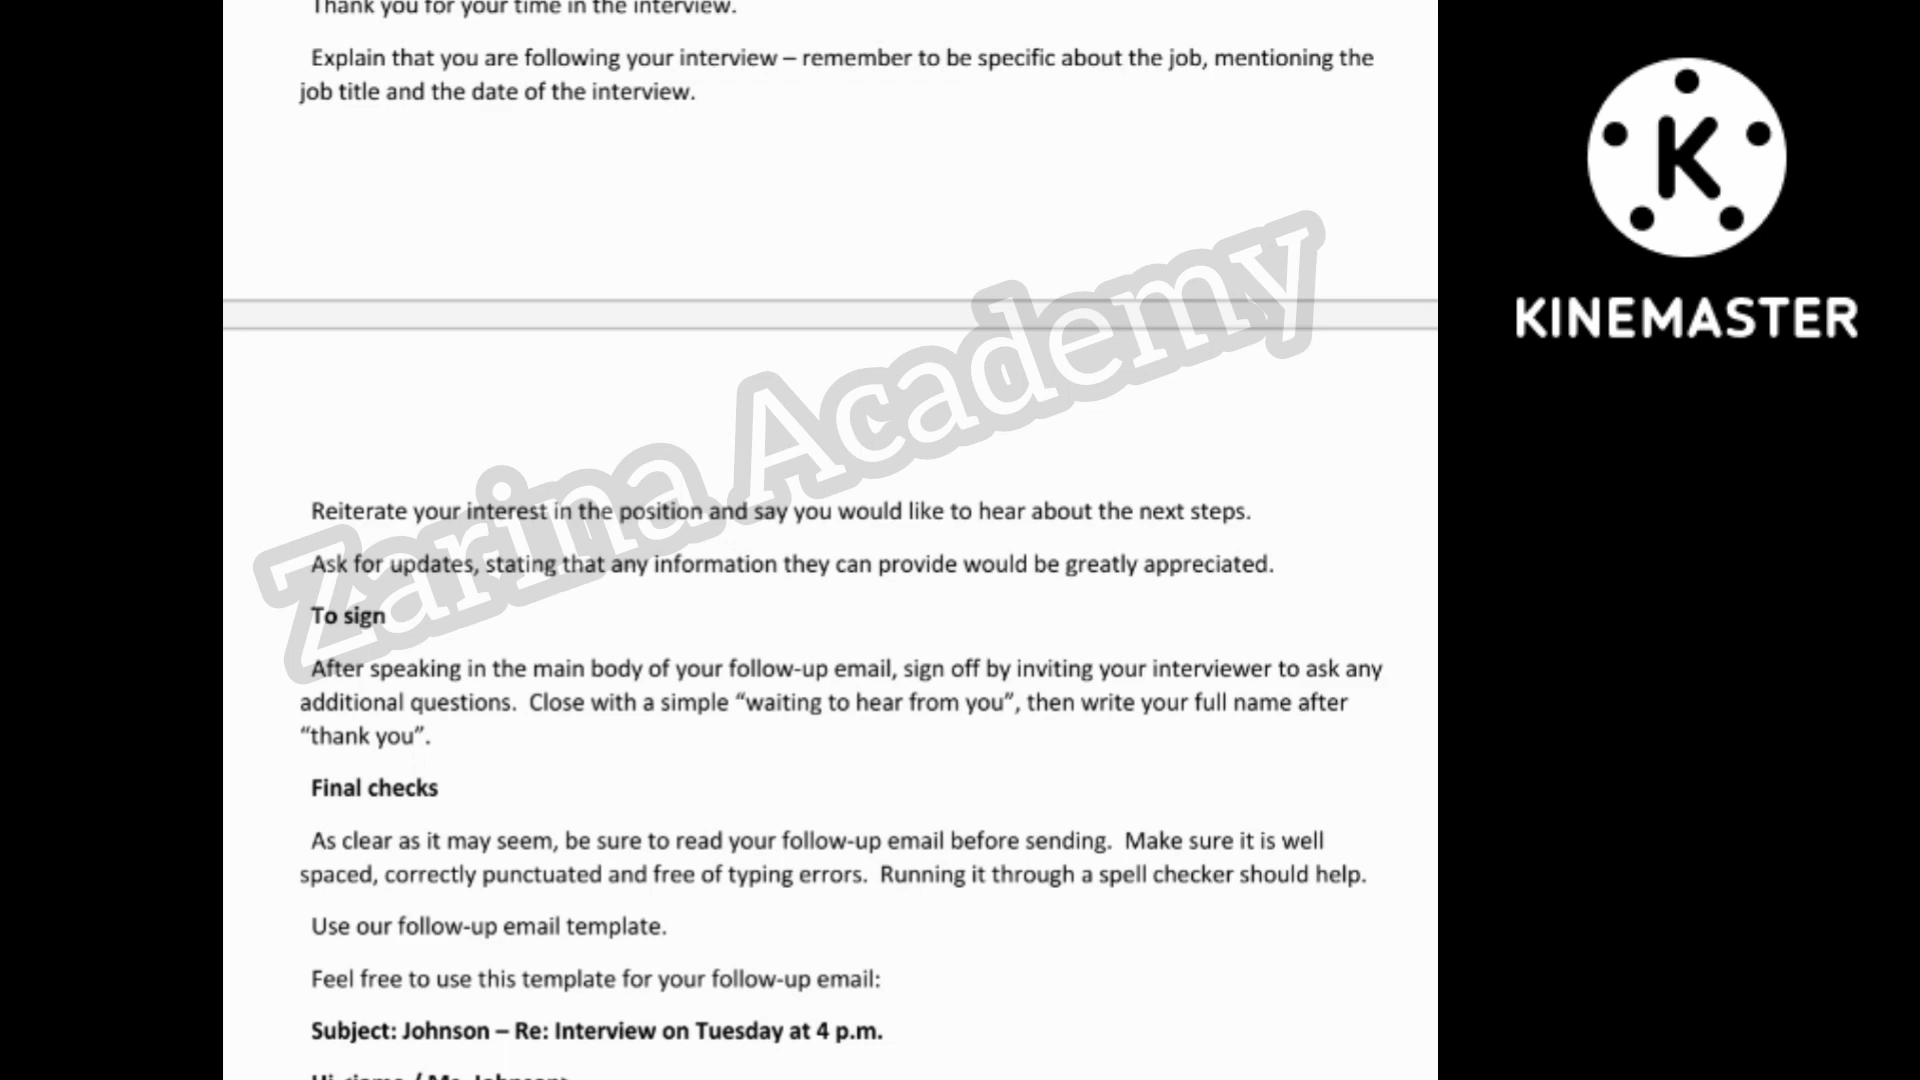 Thank you for your time in the interview.
Explain that you are following your interview – remember to be specific about the job, mentioning the
job title and the date of the interview.
K
KINEMASTER
Zarina Academy
Reiterate your interest in the position and say you would like to hear about the next steps.
Ask for updates, stating that any information they can provide would be greatly appreciated.
To sign
After speaking in the main body of your follow-up email, sign off by inviting your interviewer to ask any
additional questions.  Close with a simple “waiting to hear from you”, then write your full name after
“thank you”.
Final checks
As clear as it may seem, be sure to read your follow-up email before sending.  Make sure it is well
spaced, correctly punctuated and free of typing errors.  Running it through a spell checker should help.
Use our follow-up email template.
Feel free to use this template for your follow-up email:
Subject: Johnson – Re: Interview on Tuesday at 4 p.m.